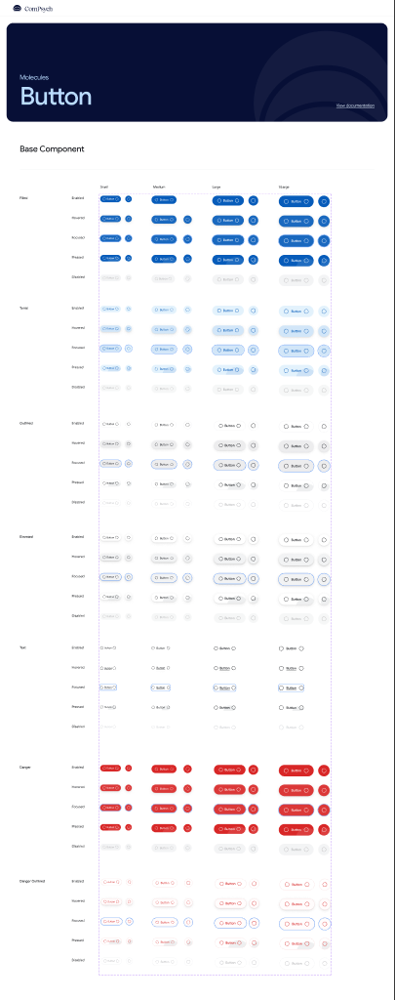 ComPsych
Molecules
Button
View documentation
Base Component
Small Medium Large XLarge
Filled Enabled Button Button Button Button
Hovered Button Button Button Button
Focused Button Button Button Button
Pressed Button Button Button Button
Disabled Button Button Button Button
Tonal Enabled Button Button Button Button
Hovered Button Button Button Button
Focused Button Button Button Button
Pressed Button Button Button Button
Disabled Button Button Button Button
Outlined Enabled Button Button Button Button
Hovered Button Button Button Button
Focused Button Button Button Button
Pressed Button Button Button Button
Disabled Button Button Button Button
Elevated Enabled Button Button Button Button
Hovered Button Button Button Button
Focused Button Button Button Button
Pressed Button Button Button Button
Disabled Button Button Button Button
Text Enabled Button Button Button Button
Hovered Button Button Button Button
Focused Button Button Button Button
Pressed Button Button Button Button
Disabled Button Button Button
Danger Enabled Button Button Button Button
Hovered Button Button Button Button
Focused Button Button Button Button
Pressed Button Button Button Button
Disabled Button Button Button Button
Danger Outlined Enabled Button Button Button Button
Hovered Button Button Button Button
Focused Button Button Button Button
Pressed Button Button Button Button
Disabled Button Button Button Button